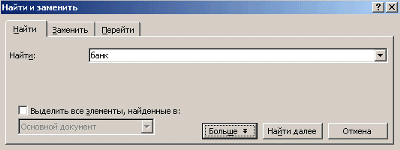 Найти и заменить
Найти Заменить Перейти
Найти: банк
Выделить все элементы, найденные в:
Основной документ
Больше Найти далее Отмена